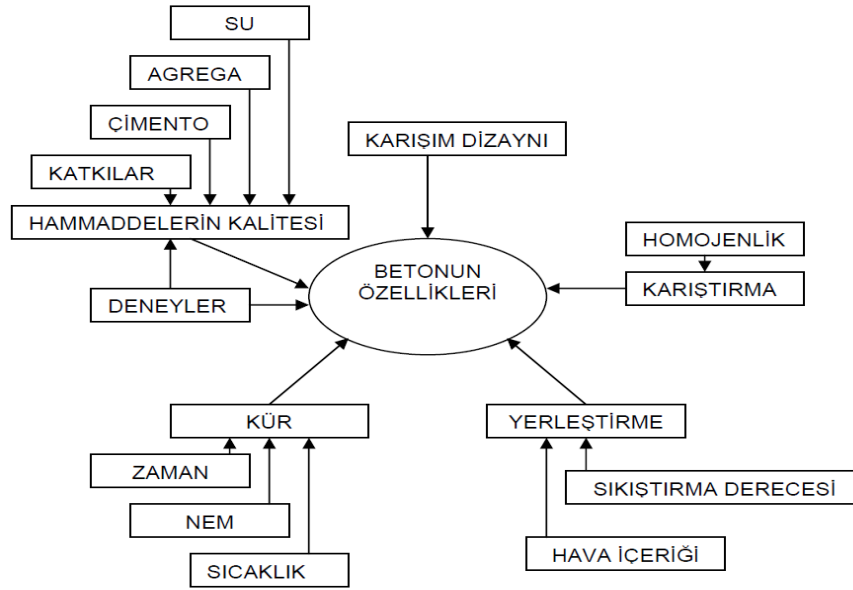 SU
AGREGA
ÇİMENTO
KATKILAR
HAMMADDELERİN KALİTESİ
DENEYLER
KARIŞIM DİZAYNI
HOMOJENLİK
KARIŞTIRMA
BETONUN
ÖZELLİKLERİ
KÜR
ZAMAN
NEM
SICAKLIK
YERLEŞTİRME
SIKIŞTIRMA DERECESİ
HAVA İÇERİĞİ